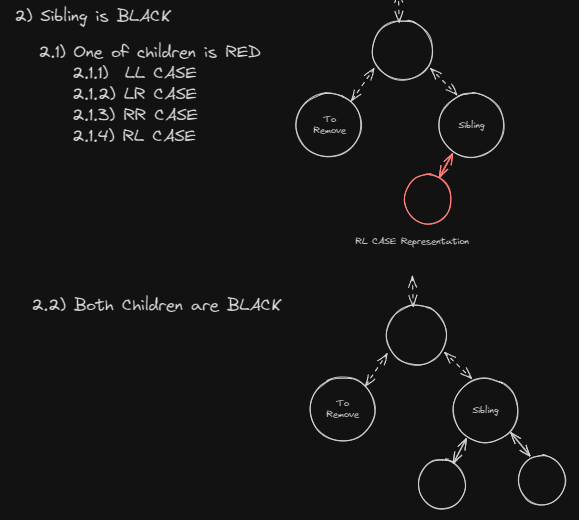 2) Sibling is BLACK
2.1) One of children is RED
2.1.1) LL CASE
2.1.2) LR CASE
2.1.3) RR CASE
2.1.4) RL CASE
To
Remove
Sibling
RL CASE Representation
2.2) Both Children are BLACK
To
Remove
Sibling